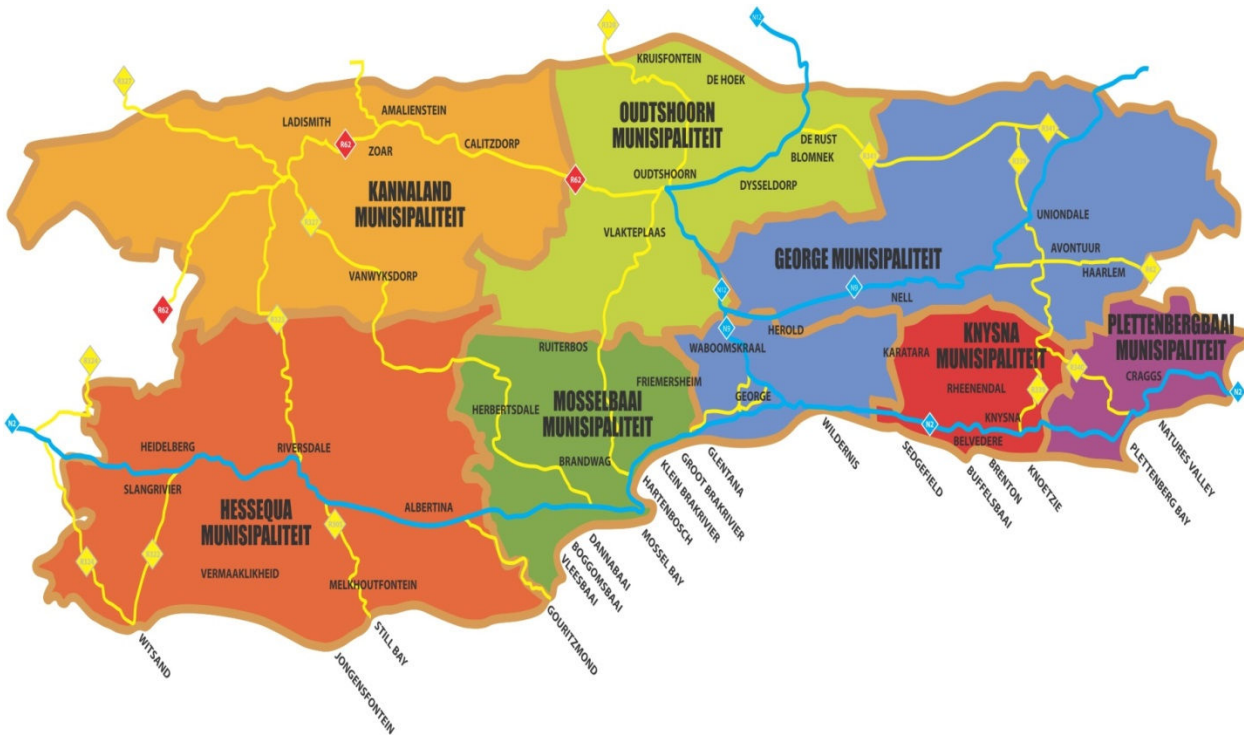 N12
KRUISFONTEIN
DE HOEK
OUDTSHOORN
MUNISIPALITEIT
AMALIENSTEIN
LADISMITH
R62
ZOAR
CALITZDORP
R62
DE RUST
BLOMNEK
OUDTSHOORN
DYSSELDORP
KANNALAND
MUNISIPALITEIT
VLAKTEPLAAS
UNIONDALE
AVONTUUR
HAARLEM
GEORGE MUNISIPALITEIT
VANWYKSDORP
R62
N12
N9
NELL
R62
N9
HEROLD
RUITERBOS
WABOOMSKRAAL
KARATARA
KNYSNA
MUNISIPALITEIT
PLETTENBERGBAAI
MUNISIPALITEIT
CRAGGS
FRIEMERSHEIM
RHEENENDAL
GEORGE
HERBERTSDALE
MOSSELBAAI
MUNISIPALITEIT
KNYSNA
N2
N2
N2
BELVEDERE
HEIDELBERG
RIVERSDALE
BRANDWAG
SLANGRIVIER
ALBERTINA
HESSEQUA
MUNISIPALITEIT
VERMAAKLIKHEID
MELKHOUTFONTEIN
WITSAND
JONGENSFONTEIN
STILL BAY
GOURITZMOND
VLEESBAAI
BOGGOMSBAAI
DANNABAAI
MOSSEL BAY
HARTENBOSCH
KLEIN BRAKRIVIER
GROOT BRAKRIVIER
GLENTANA
WILDERNIS
SEDGEFIELD
BUFFELSBAAI
BRENTON
KNOETZIE
PLETTENBERG BAY
NATURES VALLEY